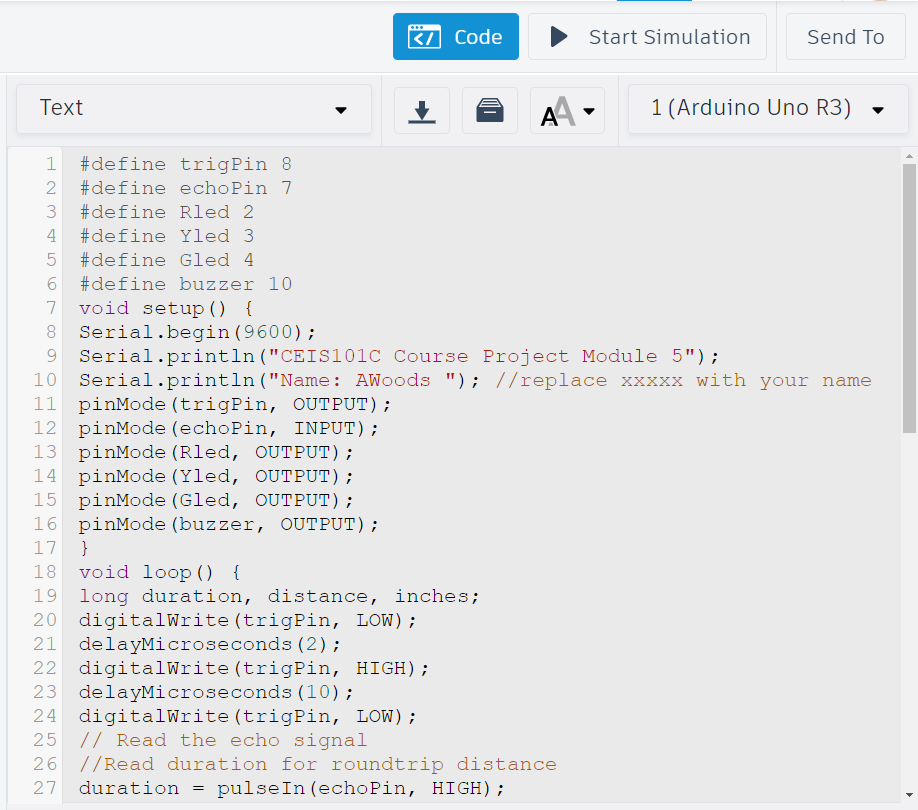 Code
Start Simulation
Send To
Text
AA
1 (Arduino Uno R3)
1 #define trigPin 8
2 #define echoPin 7
3 #define Rled 2
4 #define Yled 3
5 #define Gled 4
6 #define buzzer 10
7 void setup() {
8 Serial.begin(9600);
9 Serial.println("CEIS101C Course Project Module 5");
10 Serial.println("Name: AWoods "); //replace xxxxx with your name
11 pinMode(trigPin, OUTPUT);
12 pinMode(echoPin, INPUT);
13 pinMode(Rled, OUTPUT);
14 pinMode(Yled, OUTPUT);
15 pinMode(Gled, OUTPUT);
16 pinMode(buzzer, OUTPUT);
17 }
18 void loop() {
19 long duration, distance, inches;
20 digitalWrite(trigPin, LOW);
21 delayMicroseconds(2);
22 digitalWrite(trigPin, HIGH);
23 delayMicroseconds(10);
24 digitalWrite(trigPin, LOW);
25 // Read the echo signal
26 //Read duration for roundtrip distance
27 duration = pulseIn(echoPin, HIGH);